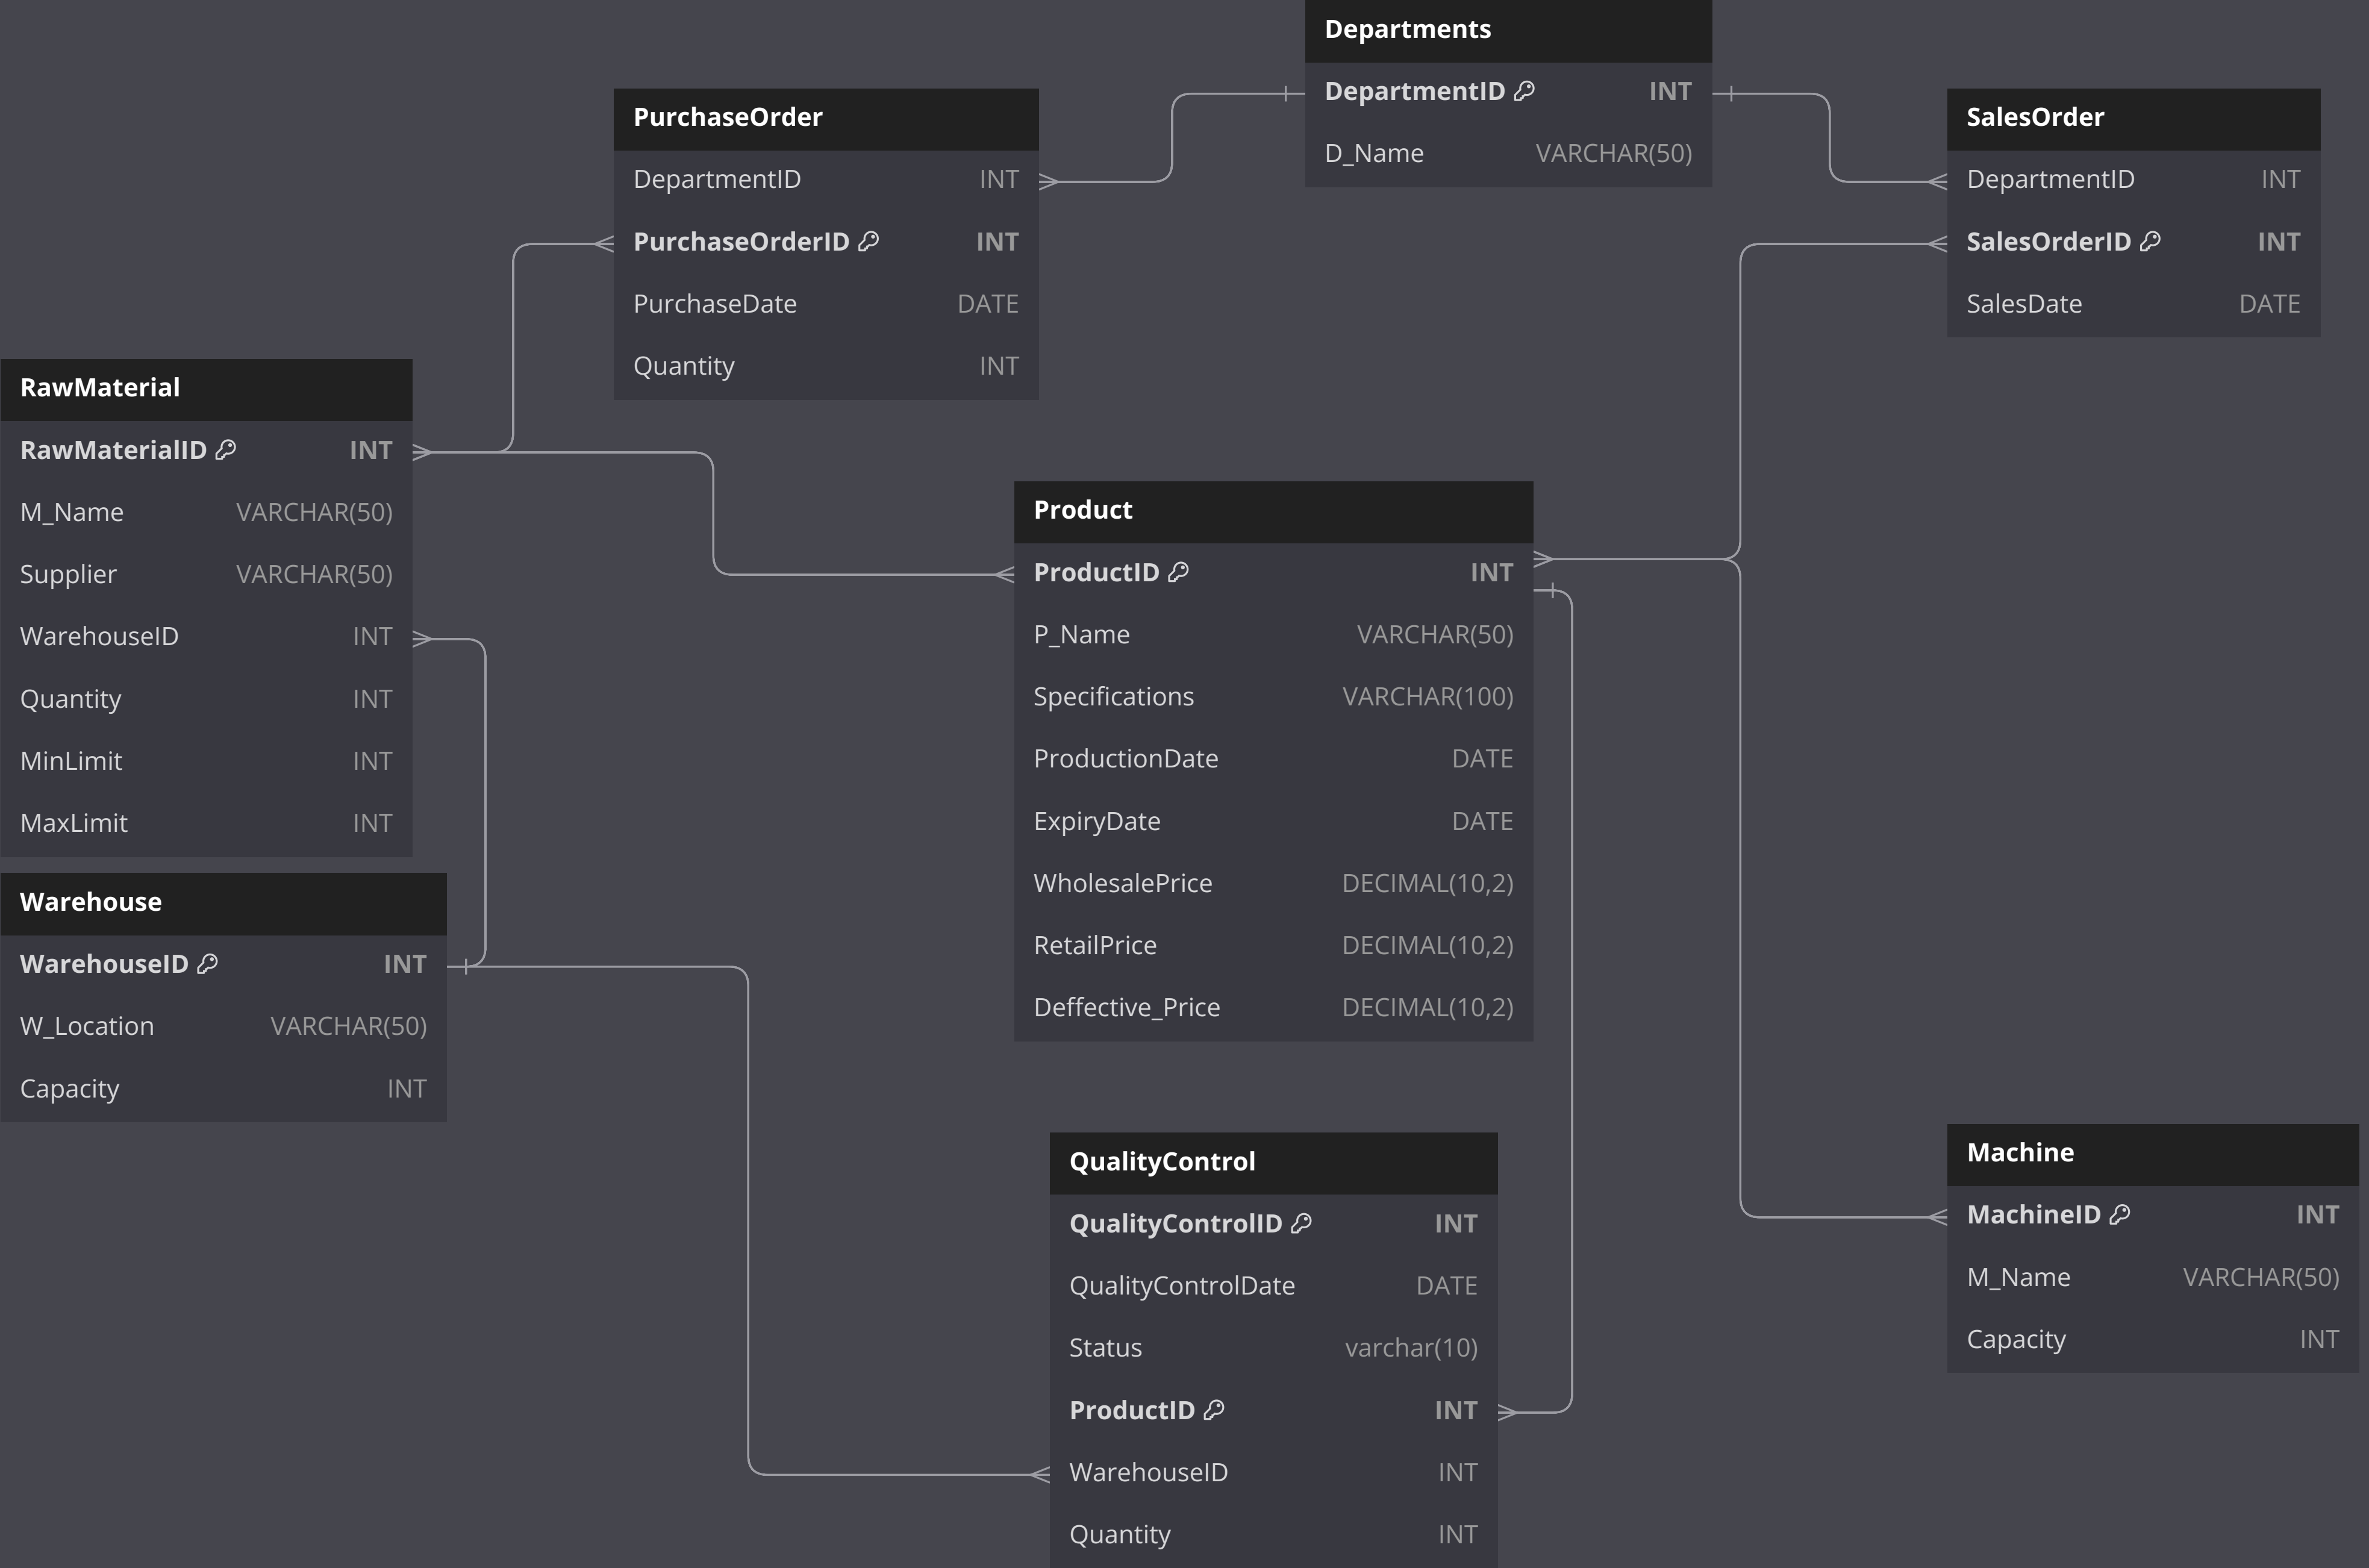 Departments
DepartmentID INT
D_Name VARCHAR(50)
PurchaseOrder
DepartmentID INT
PurchaseOrderID INT
PurchaseDate DATE
Quantity INT
SalesOrder
DepartmentID INT
SalesOrderID INT
SalesDate DATE
RawMaterial
RawMaterialID INT
M_Name VARCHAR(50)
Supplier VARCHAR(50)
WarehouseID INT
Quantity INT
MinLimit INT
MaxLimit INT
Product
ProductID INT
P_Name VARCHAR(50)
Specifications VARCHAR(100)
ProductionDate DATE
ExpiryDate DATE
WholesalePrice DECIMAL(10,2)
RetailPrice DECIMAL(10,2)
Deffective_Price DECIMAL(10,2)
Warehouse
WarehouseID INT
W_Location VARCHAR(50)
Capacity INT
QualityControl
QualityControlID INT
QualityControlDate DATE
Status varchar(10)
ProductID INT
WarehouseID INT
Quantity INT
Machine
MachineID INT
M_Name VARCHAR(50)
Capacity INT